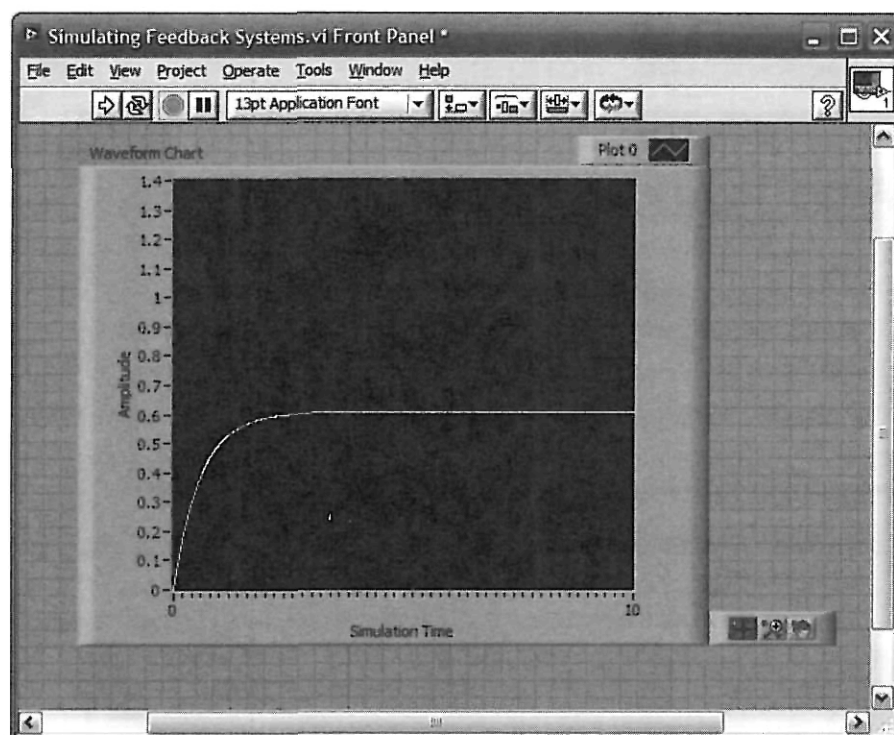 Simulating Feedback Systems.vi Front Panel *
File Edit View Project Operate Tools Window Help
13pt Application Font
Waveform Chart
Plot 0
1.4
1.3
1.2
1.1
1
0.9
0.8
0.7
0.6
0.5
0.4
0.3
0.2
0.1
0
Amplitude
0
10
Simulation Time